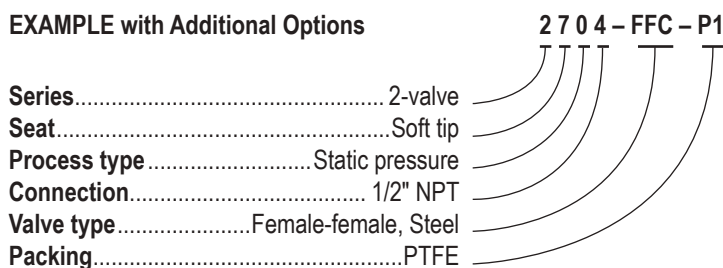 EXAMPLE with Additional Options 2 7 0 4 – FFC – P1
Series.................................................. 2-valve
Seat......................................................Soft tip
Process type...........................Static pressure
Connection...................................... 1/2" NPT
Valve type......................Female-female, Steel
Packing..................................................PTFE